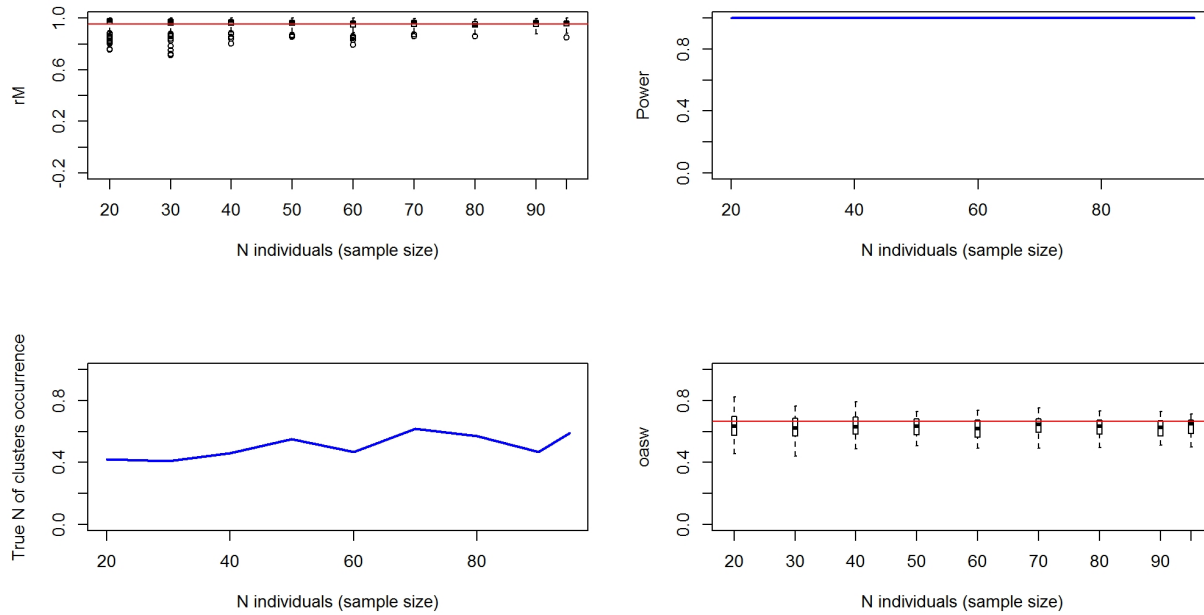 rM
1.0
0.6
0.2
-0.2
20 30 40 50 60 70 80 90
N individuals (sample size)
Power
0.8
0.4
0.0
20 40 60 80
N individuals (sample size)
True N of clusters occurrence
0.8
0.4
0.0
20 40 60 80
N individuals (sample size)
oasw
0.8
0.4
0.0
20 30 40 50 60 70 80 90
N individuals (sample size)